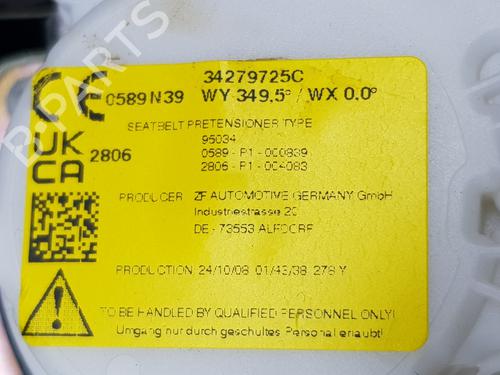 34279725C
CE 0589 N39 WY 349.5° / WX 0.0°
UK
CA 2806
SEATBELT PRETENSIONER TYPE
95034
0589 - P1 - 000839
2806 - P1 - 004083
PRODUCER ZF AUTOMOTIVE GERMANY GmbH
Industriestrasse 20
DE - 73553 ALFDORF
PRODUCTION 24/10/08 01/43/38 278 Y
TO BE HANDLED BY QUALIFIED PERSONNEL ONLY!
Umgang nur durch geschultes Personal erlaubt!
B-PARTS